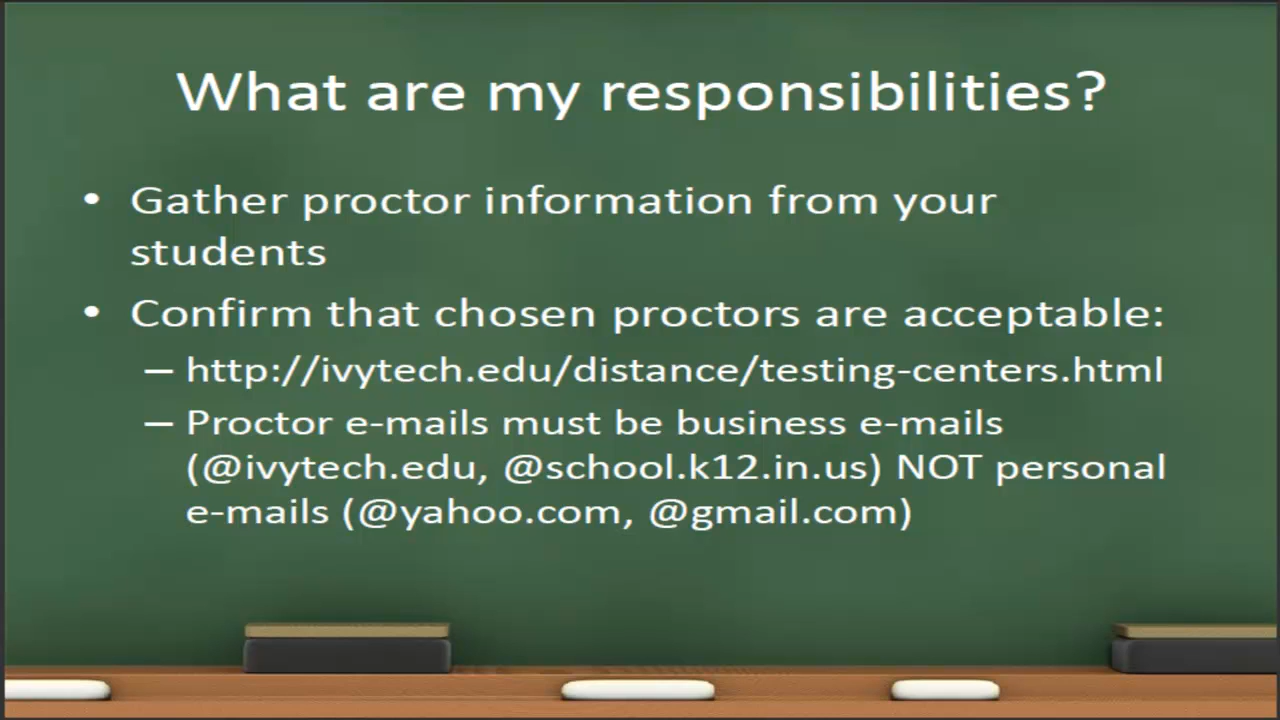 What are my responsibilities?
• Gather proctor information from your
students
• Confirm that chosen proctors are acceptable:
– http://ivytech.edu/distance/testing-centers.html
– Proctor e-mails must be business e-mails
(@ivytech.edu, @school.k12.in.us) NOT personal
e-mails (@yahoo.com, @gmail.com)